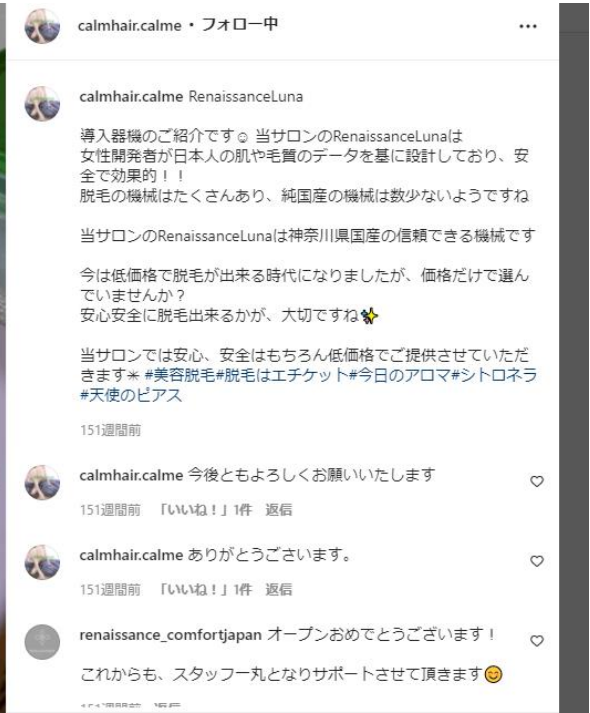 calmhair.calme • フォロー中
calmhair.calme RenaissanceLuna
導入器機のご紹介です☺ 当サロンのRenaissanceLunaは
女性開発者が日本人の肌や毛質のデータを基に設計しており、安
全で効果的！！
脱毛の機械はたくさんあり、純国産の機械は数少ないようですね
当サロンのRenaissanceLunaは神奈川県国産の信頼できる機械です
今は低価格で脱毛が出来る時代になりましたが、価格だけで選ん
でいませんか？
安心安全に脱毛出来るかが、大切ですね✨
当サロンでは安心、安全はもちろん低価格でご提供させていただ
きます✳ #美容脱毛#脱毛はエチケット#今日のアロマ#シトロネラ
#天使のピアス
151週間前
calmhair.calme 今後ともよろしくお願いいたします
151週間前 「いいね！」1件 返信
calmhair.calme ありがとうごさいます。
151週間前 「いいね！」1件 返信
renaissance_comfortjapan オープンおめでとうございます！
これからも、スタッフ一丸となりサポートさせて頂きます😊
151週間前 返信